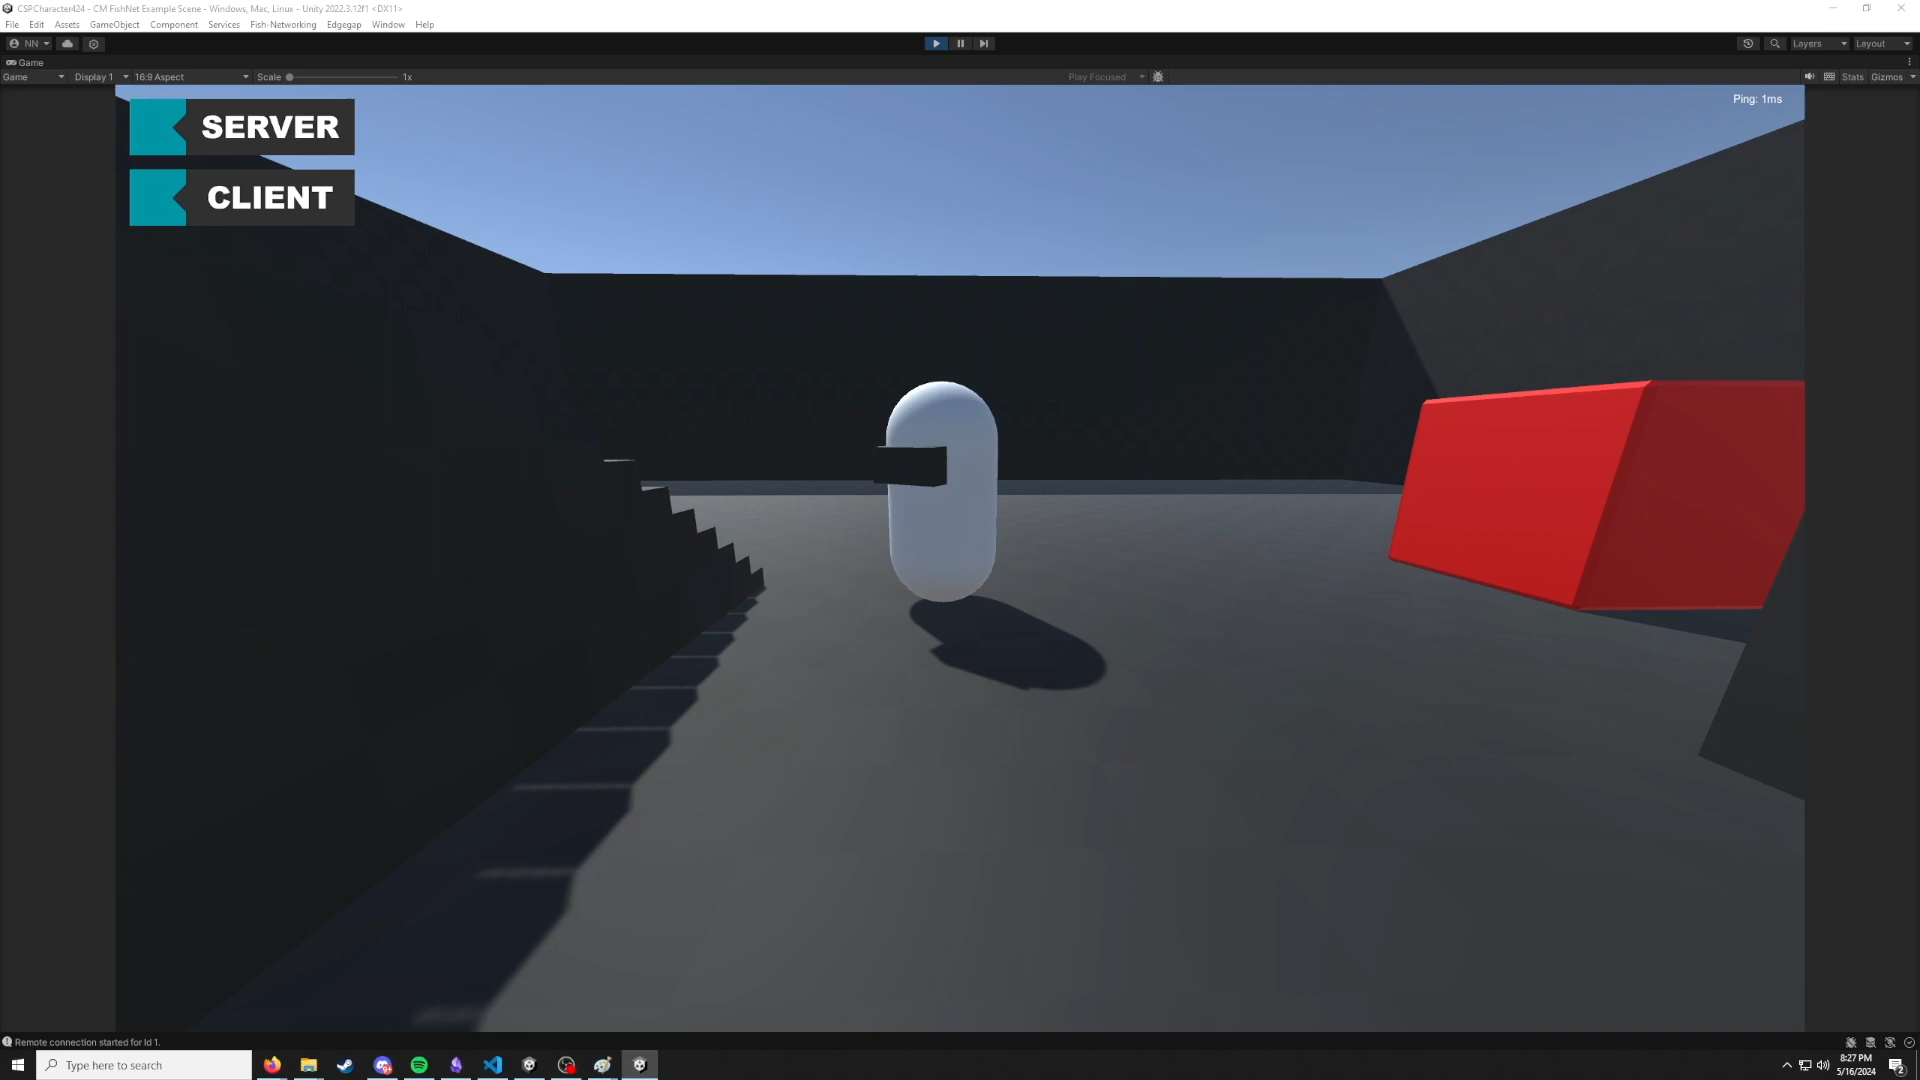 CSPCharacter424 - CM FishNet Example Scene - Windows, Mac, Linux - Unity 2022.3.12f1 <DX11>
File Edit Assets GameObject Component Services Fish-Networking Edgegap Window Help
NN Layers Layout
Game
Game Display 1 16:9 Aspect Scale 1x Play Focused Stats Gizmos
Ping: 1ms
SERVER
CLIENT
Remote connection started for Id 1.
Type here to search
9+
8:27 PM
5/16/2024
2